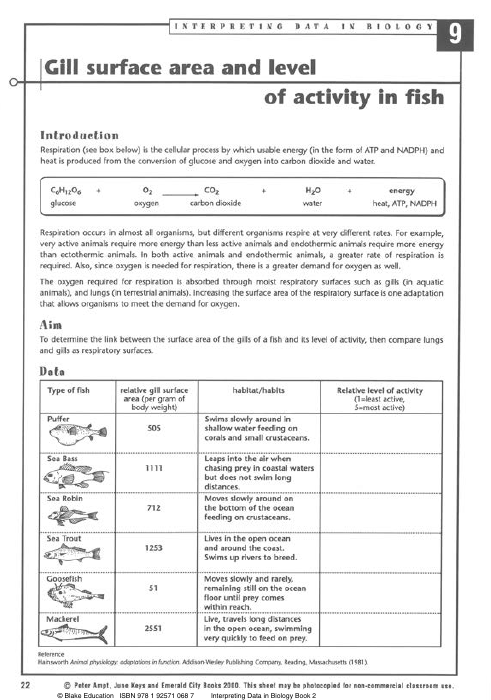 INTERPRETING DATA IN BIOLOGY
9
Gill surface area and level
of activity in fish
Introduction
Respiration (see box below) is the cellular process by which usable energy (in the form of ATP and NADPH) and
heat is produced from the conversion of glucose and oxygen into carbon dioxide and water.
C6H12O6 + O2 CO2 + H2O + energy
glucose oxygen carbon dioxide water heat, ATP, NADPH
Respiration occurs in almost all organisms, but different organisms respire at very different rates. For example,
very active animals require more energy than less active animals and endothermic animals require more energy
than ectothermic animals. In both active animals and endothermic animals, a greater rate of respiration is
required. Also, since oxygen is needed for respiration, there is a greater demand for oxygen as well.
The oxygen required for respiration is absorbed through moist respiratory surfaces such as gills (in aquatic
animals), and lungs (in terrestrial animals). Increasing the surface area of the respiratory surface is one adaptation
that allows organisms to meet the demand for oxygen.
Aim
To determine the link between the surface area of the gills of a fish and its level of activity, then compare lungs
and gills as respiratory surfaces.
Data
Type of fish
relative gill surface
area (per gram of
body weight)
habitat/habits
Relative level of activity
(1=least active,
5=most active)
Puffer
505
Swims slowly around in
shallow water feeding on
corals and small crustaceans.
Sea Bass
1111
Leaps into the air when
chasing prey in coastal waters
but does not swim long
distances.
Sea Robin
712
Moves slowly around on
the bottom of the ocean
feeding on crustaceans.
Sea Trout
1253
Lives in the open ocean
and around the coast.
Swims up rivers to breed.
Goosefish
51
Moves slowly and rarely,
remaining still on the ocean
floor until prey comes
within reach.
Mackerel
2551
Live, travels long distances
in the open ocean, swimming
very quickly to feed on prey.
Reference
Hainsworth Animal physiology: adaptations in function. Addison-Wesley Publishing Company, Reading, Massachusetts (1981).
22
© Peter Ampt, June Keys and Emerald City Books 2000. This sheet may be photocopied for non-commercial classroom use.
© Blake Education ISBN 978 1 92571 068 7 Interpreting Data in Biology Book 2